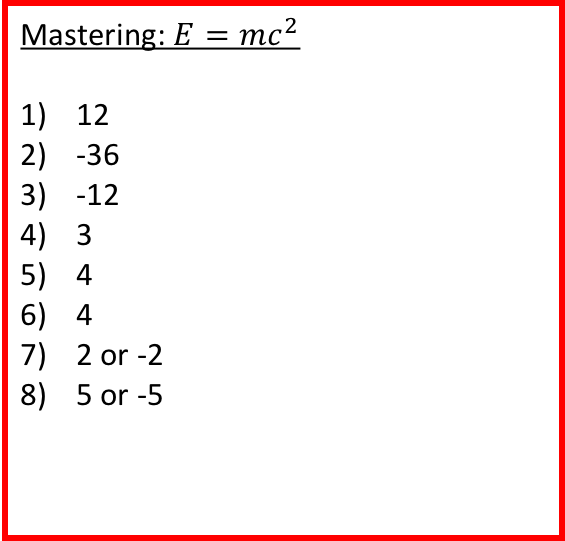 Mastering: E = mc²
1) 12
2) -36
3) -12
4) 3
5) 4
6) 4
7) 2 or -2
8) 5 or -5